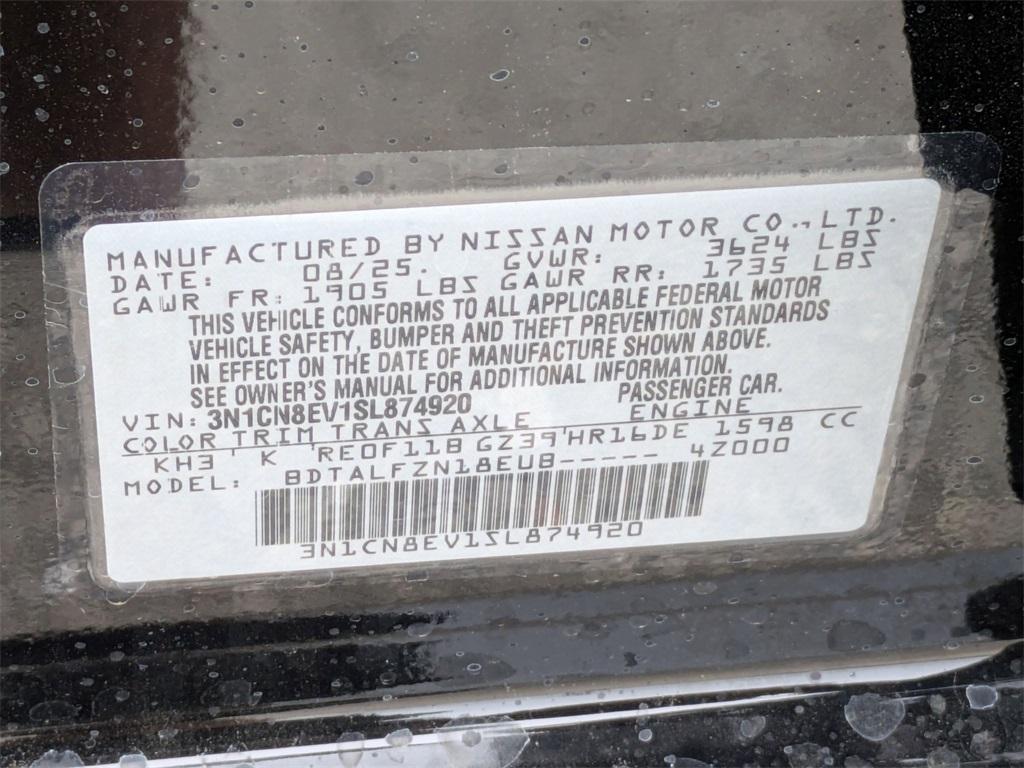 MANUFACTURED BY NISSAN MOTOR CO., LTD.
DATE: 08/25. GVWR: 3624 LBS
GAWR FR: 1905 LBS GAWR RR: 1735 LBS
THIS VEHICLE CONFORMS TO ALL APPLICABLE FEDERAL MOTOR
VEHICLE SAFETY, BUMPER AND THEFT PREVENTION STANDARDS
IN EFFECT ON THE DATE OF MANUFACTURE SHOWN ABOVE.
SEE OWNER'S MANUAL FOR ADDITIONAL INFORMATION.
VIN: 3N1CN8EV1SL874920 PASSENGER CAR.
COLOR TRIM TRANS AXLE ENGINE
KH3 ' K 'RE0F11B GZ39'HR16DE 1598 CC
MODEL: BDTALFZN18EUB----- 4Z000
3N1CN8EV1SL874920